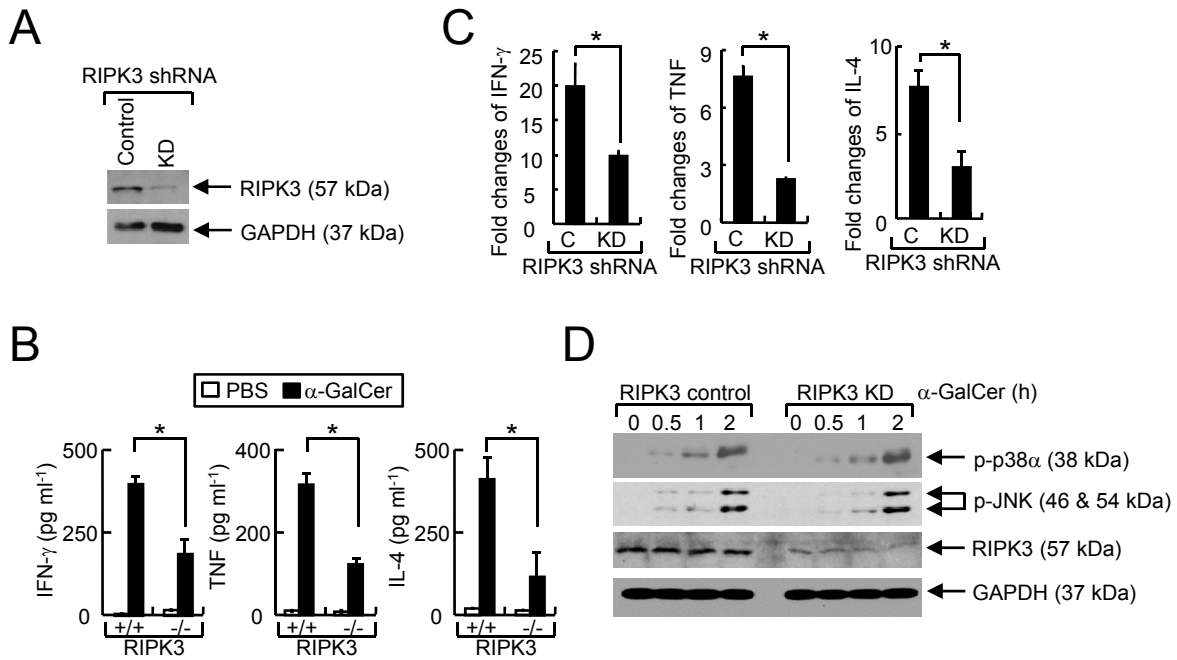 A
RIPK3 shRNA
Control
KD
RIPK3 (57 kDa)
GAPDH (37 kDa)
B
PBS
α-GalCer
IFN-γ (pg ml-1)
500
250
0
*
+/+ -/-
RIPK3
TNF (pg ml-1)
400
200
0
*
+/+ -/-
RIPK3
IL-4 (pg ml-1)
500
250
0
*
+/+ -/-
RIPK3
C
Fold changes of IFN-γ
25
20
15
10
5
0
*
C KD
RIPK3 shRNA
Fold changes of TNF
9
6
3
0
*
C KD
RIPK3 shRNA
Fold changes of IL-4
10
5
0
*
C KD
RIPK3 shRNA
D
RIPK3 control RIPK3 KD α-GalCer (h)
0 0.5 1 2 0 0.5 1 2
p-p38α (38 kDa)
p-JNK (46 & 54 kDa)
RIPK3 (57 kDa)
GAPDH (37 kDa)